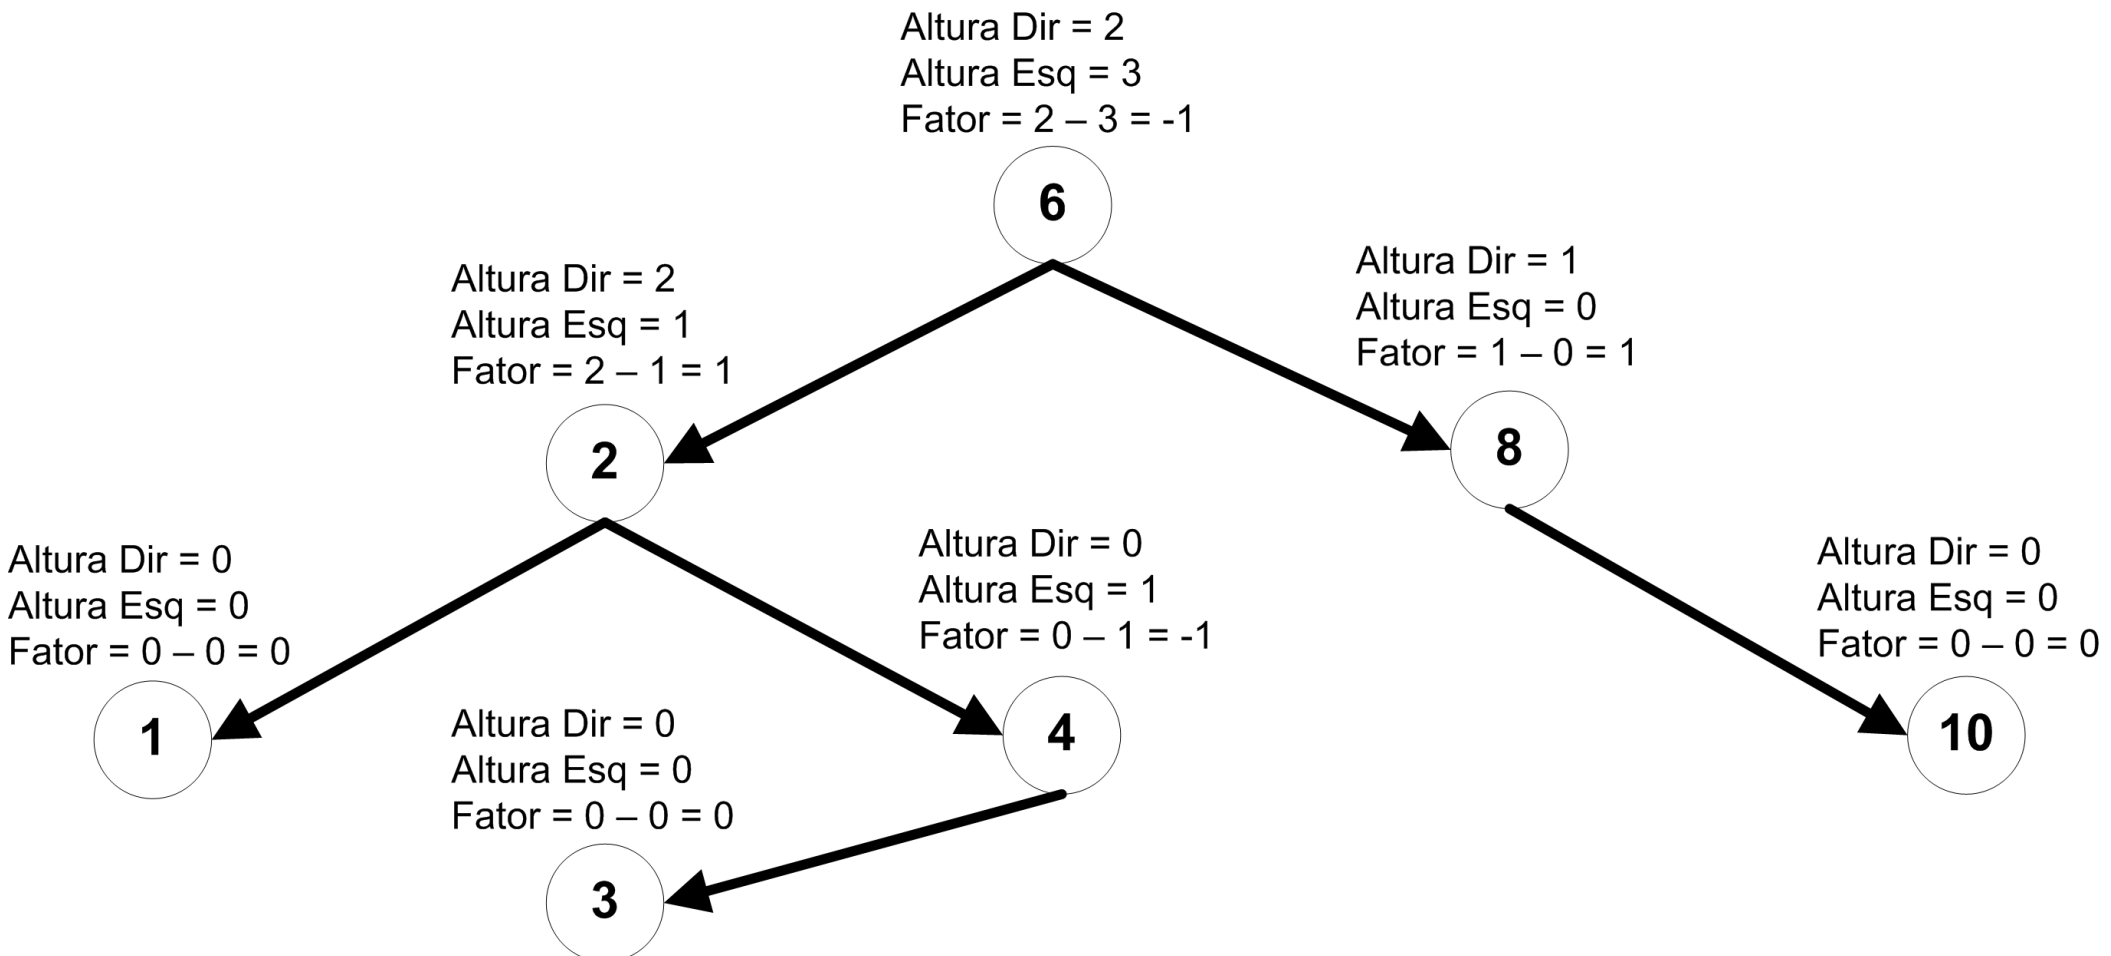 Altura Dir = 2
Altura Esq = 3
Fator = 2 – 3 = -1
6
Altura Dir = 2
Altura Esq = 1
Fator = 2 – 1 = 1
2
Altura Dir = 1
Altura Esq = 0
Fator = 1 – 0 = 1
8
Altura Dir = 0
Altura Esq = 0
Fator = 0 – 0 = 0
1
Altura Dir = 0
Altura Esq = 1
Fator = 0 – 1 = -1
4
Altura Dir = 0
Altura Esq = 0
Fator = 0 – 0 = 0
10
Altura Dir = 0
Altura Esq = 0
Fator = 0 – 0 = 0
3